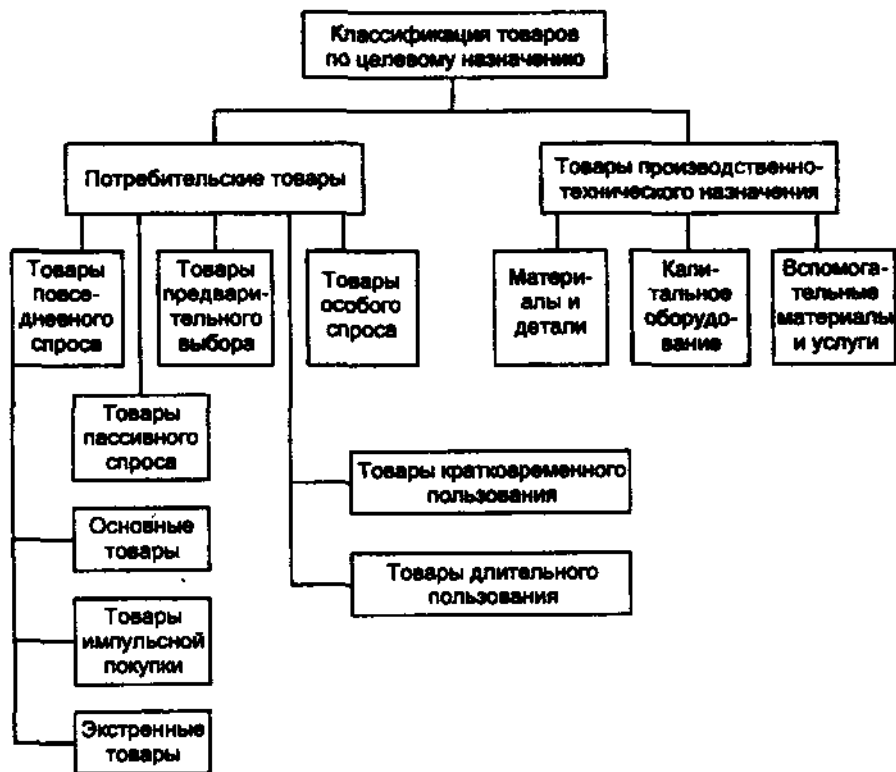 Классификация товаров
по целевому назначению
Потребительские товары
Товары производственно-
технического назначения
Товары
повсе-
дневного
спроса
Товары
предвари-
тельного
выбора
Товары
особого
спроса
Матери-
алы и
детали
Капи-
тальное
оборудо-
вание
Вспомога-
тельные
материалы
и услуги
Товары
пассивного
спроса
Товары кратковременного
пользования
Основные
товары
Товары длительного
пользования
Товары
импульсной
покупки
Экстренные
товары